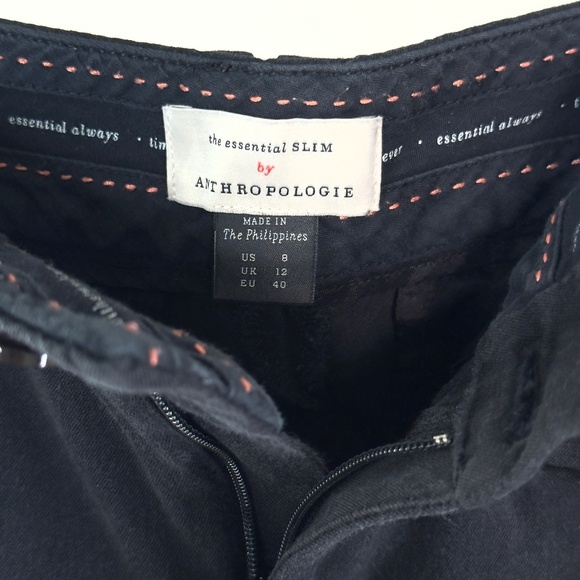 essential always ·
ever · essential always
the essential SLIM
by
ANTHROPOLOGIE
MADE IN
The Philippines
US 8
UK 12
EU 40